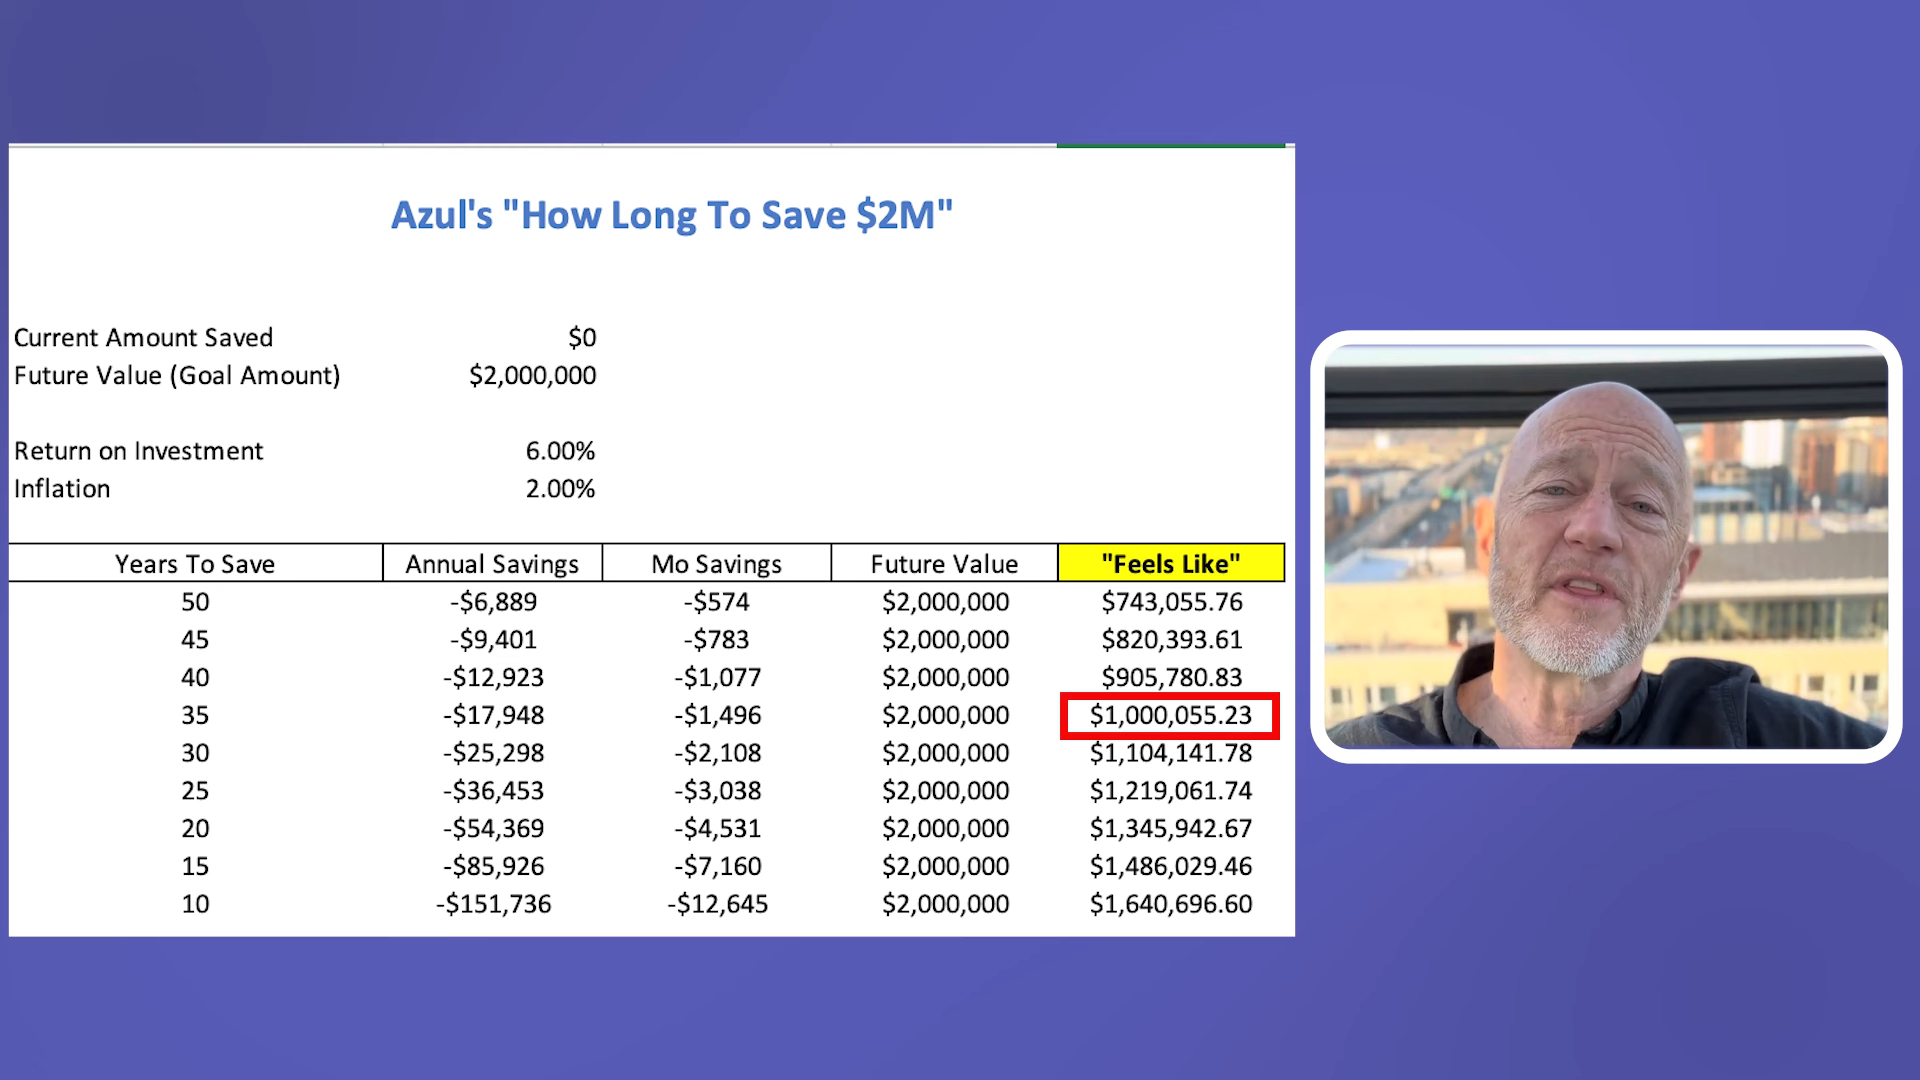 Azul's "How Long To Save $2M"
Current Amount Saved $0
Future Value (Goal Amount) $2,000,000
Return on Investment 6.00%
Inflation 2.00%
Years To Save Annual Savings Mo Savings Future Value "Feels Like"
50 -$6,889 -$574 $2,000,000 $743,055.76
45 -$9,401 -$783 $2,000,000 $820,393.61
40 -$12,923 -$1,077 $2,000,000 $905,780.83
35 -$17,948 -$1,496 $2,000,000 $1,000,055.23
30 -$25,298 -$2,108 $2,000,000 $1,104,141.78
25 -$36,453 -$3,038 $2,000,000 $1,219,061.74
20 -$54,369 -$4,531 $2,000,000 $1,345,942.67
15 -$85,926 -$7,160 $2,000,000 $1,486,029.46
10 -$151,736 -$12,645 $2,000,000 $1,640,696.60